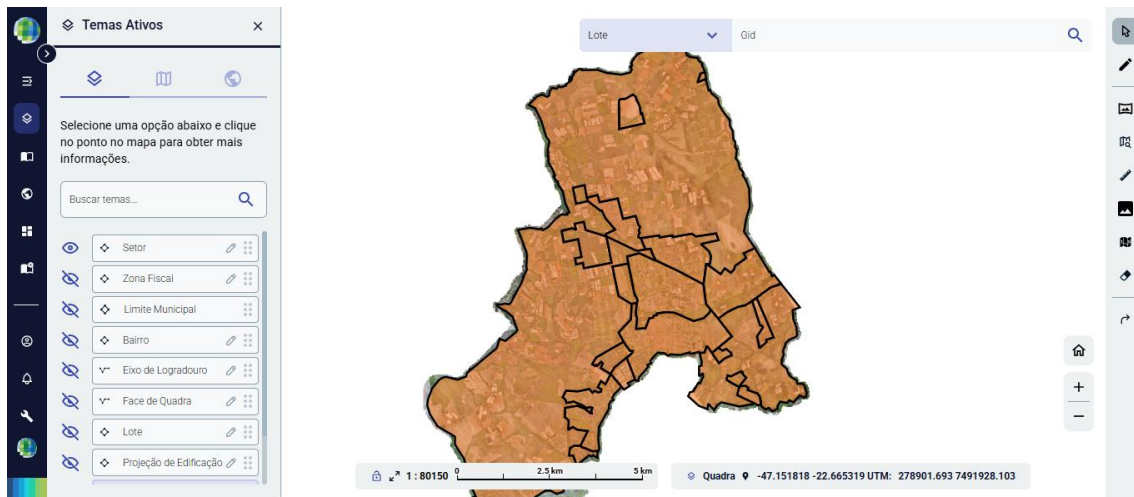 Temas Ativos
Lote
Gid
Selecione uma opção abaixo e clique
no ponto no mapa para obter mais
informações.
Buscar temas...
Setor
Zona Fiscal
Limite Municipal
Bairro
Eixo de Logradouro
Face de Quadra
Lote
Projeção de Edificação
1 : 80150
0
2.5 km
5 km
Quadra -47.151818 -22.665319 UTM: 278901.693 7491928.103